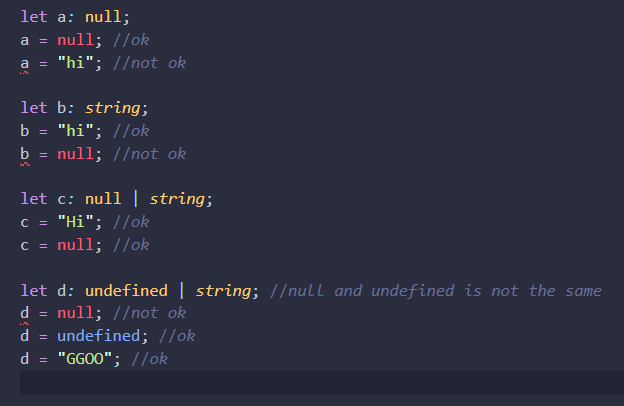 let a: null;
a = null; //ok
a = "hi"; //not ok
let b: string;
b = "hi"; //ok
b = null; //not ok
let c: null | string;
c = "Hi"; //ok
c = null; //ok
let d: undefined | string; //null and undefined is not the same
d = null; //not ok
d = undefined; //ok
d = "GGOO"; //ok